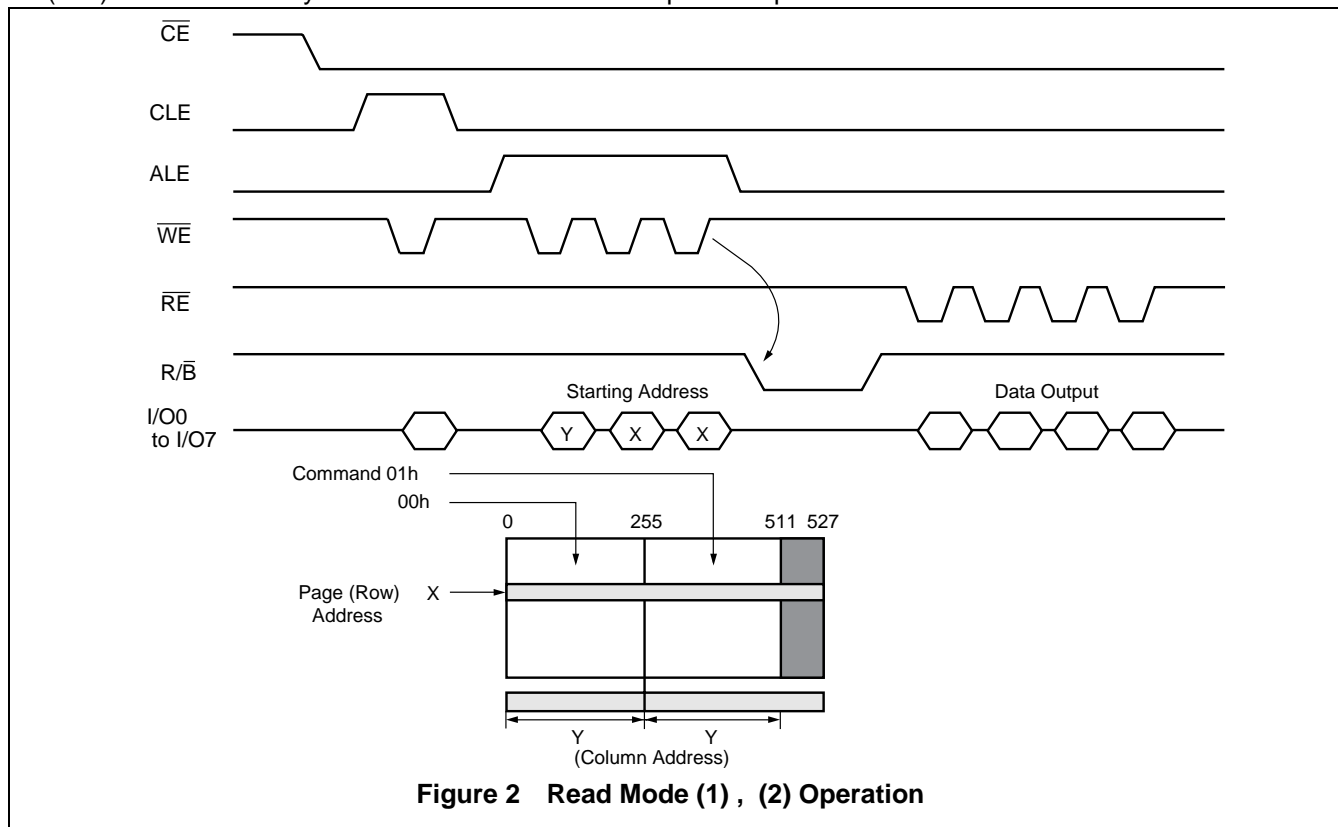 CE
CLE
ALE
WE
RE
R/B
I/O0
to I/O7
Starting Address
Data Output
Y X X
Command 01h
00h
0 255 511 527
Page (Row)
Address
X
Y Y
(Column Address)
Figure 2 Read Mode (1) , (2) Operation